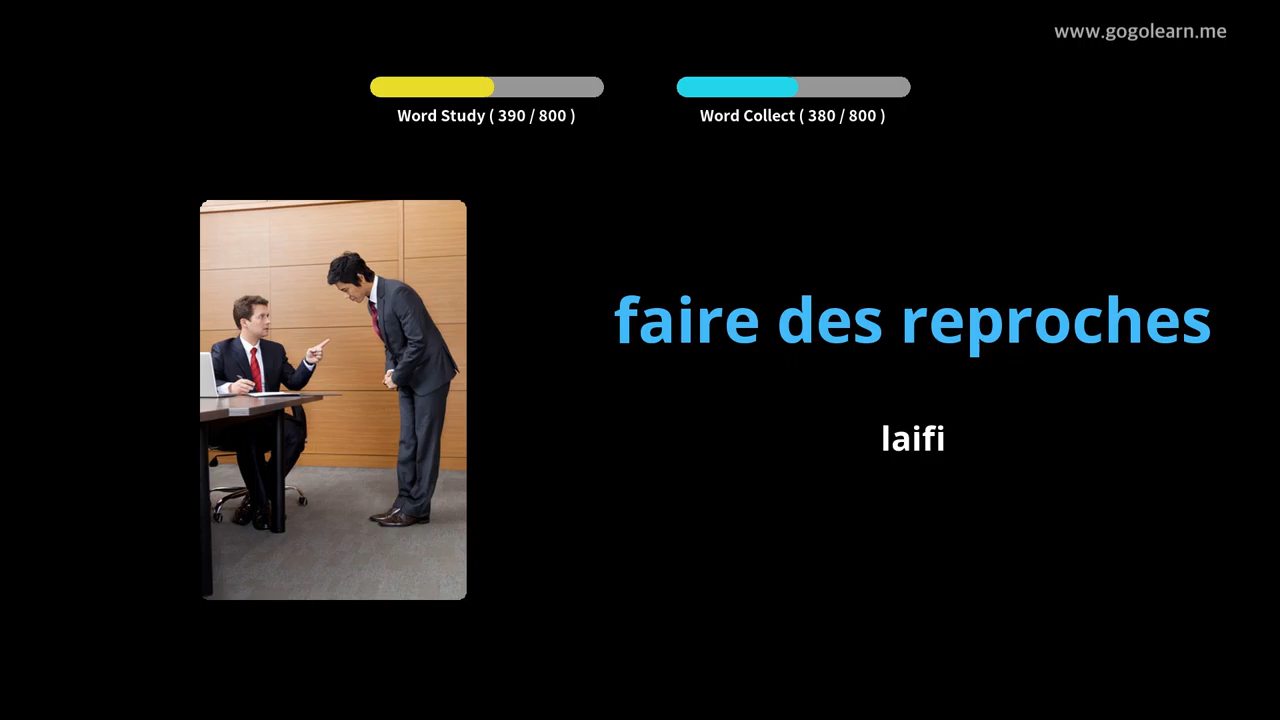 www.gogolearn.me
Word Study ( 390 / 800 )
Word Collect ( 380 / 800 )
faire des reproches
laifi